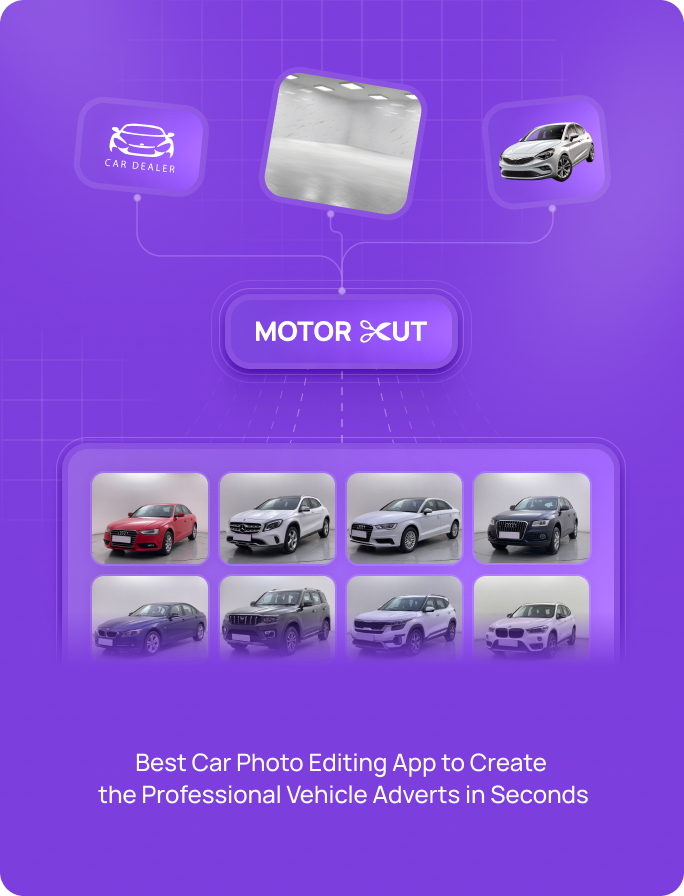 CAR DEALER
MOTOR CUT
Best Car Photo Editing App to Create
the Professional Vehicle Adverts in Seconds